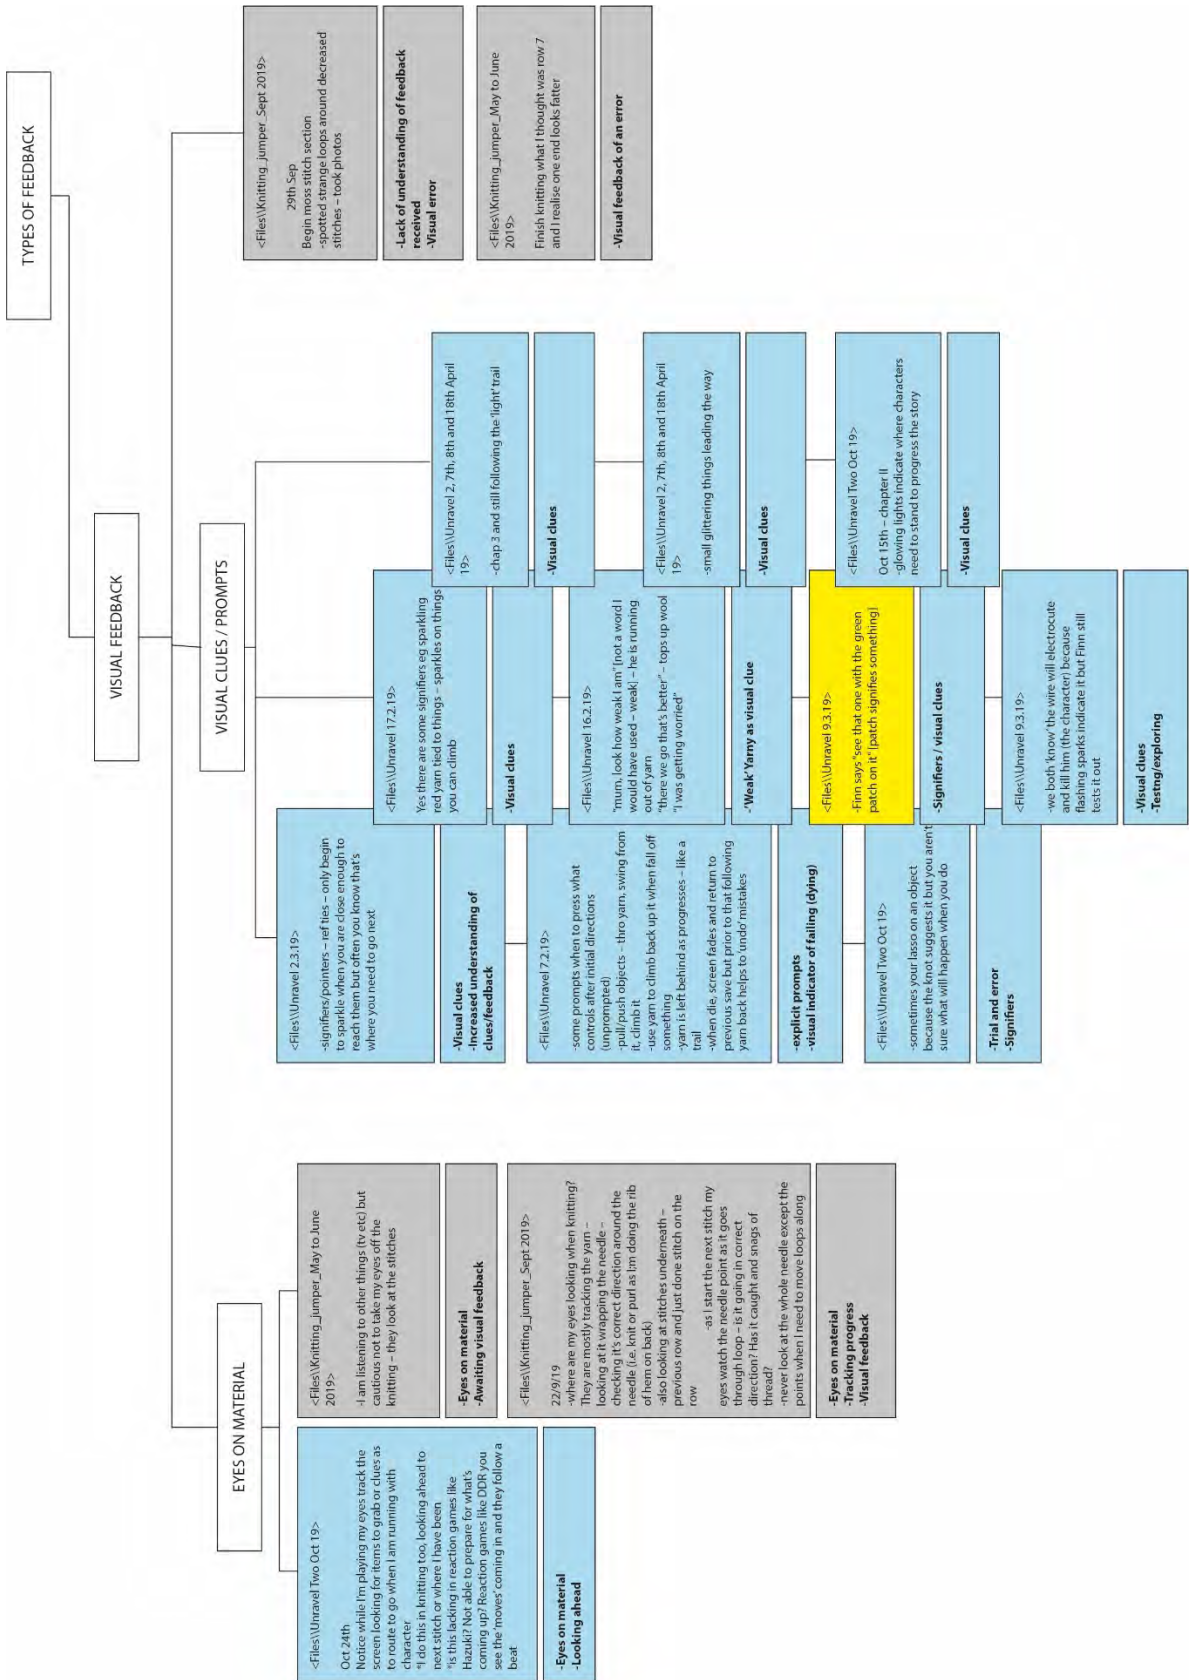 TYPES OF FEEDBACK
VISUAL FEEDBACK
EYES ON MATERIAL
VISUAL CLUES / PROMPTS
<Files\\Unravel Two Oct 19>
Oct 24th
Notice while I'm playing my eyes track the
screen looking for items to grab or clues as
to route to go when I am running with
character
*I do this in knitting too, looking ahead to
next stitch or where I have been
*is this lacking in reaction games like
Hazuki? Not able to prepare for what's
coming up? Reaction games like DDR you
see the 'moves' coming in and they follow a
beat
-Eyes on material
-Looking ahead
<Files\\Knitting_jumper_May to June
2019>
-I am listening to other things (tv etc) but
cautious not to take my eyes off the
knitting – they look at the stitches
-Eyes on material
-Awaiting visual feedback
<Files\\Knitting_jumper_Sept 2019>
22/9/19
-where are my eyes looking when knitting?
They are mostly tracking the yarn –
looking at it wrapping the needle –
checking it's correct direction around the
needle (i.e. knit or purl as I;m doing the rib
of them on back)
-also looking at stitches underneath –
previous row and just done stitch on the
row
-as I start the next stitch my
eyes watch the needle point as it goes
through loop – is it going in correct
direction? Has it caught and snags of
thread?
-never look at the whole needle except the
points when I need to move loops along
-Eyes on material
-Tracking progress
-Visual feedback
<Files\\Unravel 2.3.19>
-signifiers/pointers – ref ties – only begin
to sparkle when you are close enough to
reach them but often you know that's
where you need to go next
-Visual clues
-Increased understanding of
clues/feedback
<Files\\Unravel 7.2.19>
-some prompts when to press what
controls after initial directions
(unprompted)
-pull/push objects – thro yarn, swing from
it, climb it
-use yarn to climb back up it when fall off
something
-yarn is left behind as progresses – like a
trail
-when die, screen fades and return to
previous save but prior to that following
yarn back helps to 'undo' mistakes
-explicit prompts
-visual indicator of failing (dying)
<Files\\Unravel Two Oct 19>
-sometimes your lasso on an object
because the knot suggests it but you aren't
sure what will happen when you do
-Trial and error
-Signifiers
<Files\\Unravel 17.2.19>
Yes there are some signifiers eg sparkling
red yarn tied to things – sparkles on things
you can climb
-Visual clues
<Files\\Unravel 16.2.19>
"mum, look how weak I am" [not a word I
would have used – weak] – he is running
out of yarn
"there we go that's better" – tops up wool
"I was getting worried"
-'Weak' Yarny as visual clue
<Files\\Unravel 9.3.19>
-Finn says "see that one with the green
patch on it" [patch signifies something]
-Signifiers / visual clues
<Files\\Unravel 9.3.19>
-we both 'know' the wire will electrocute
and kill him (the character) because
flashing sparks indicate it but Finn still
tests it out
-Visual clues
-Testng/exploring
<Files\\Unravel 2, 7th, 8th and 18th April
19>
-chap 3 and still following the 'light' trail
-Visual clues
<Files\\Unravel 2, 7th, 8th and 18th April
19>
-small glittering things leading the way
-Visual clues
<Files\\Unravel Two Oct 19>
Oct 15th – chapter II
-glowing lights indicate where characters
need to stand to progress the story
-Visual clues
<Files\\Knitting_jumper_Sept 2019>
29th Sep
Begin moss stitch section
-spotted strange loops around decreased
stitches – took photos
-Lack of understanding of feedback
received
-Visual error
<Files\\Knitting_jumper_May to June
2019>
Finish knitting what I thought was row 7
and I realise one end looks fatter
-Visual feedback of an error